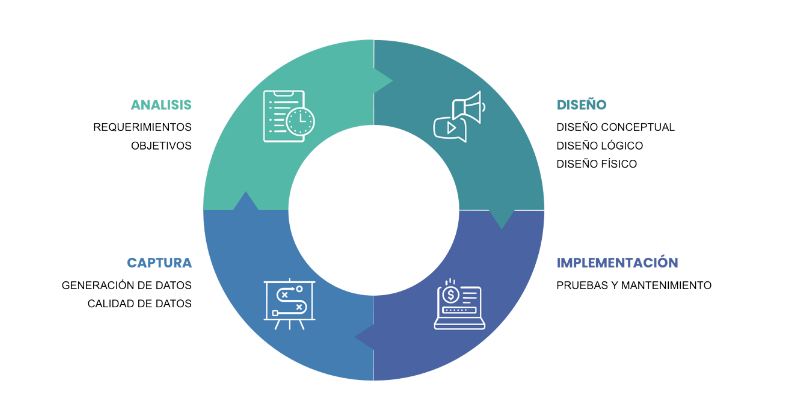 ANALISIS
REQUERIMIENTOS
OBJETIVOS
DISEÑO
DISEÑO CONCEPTUAL
DISEÑO LÓGICO
DISEÑO FÍSICO
CAPTURA
GENERACIÓN DE DATOS
CALIDAD DE DATOS
IMPLEMENTACIÓN
PRUEBAS Y MANTENIMIENTO